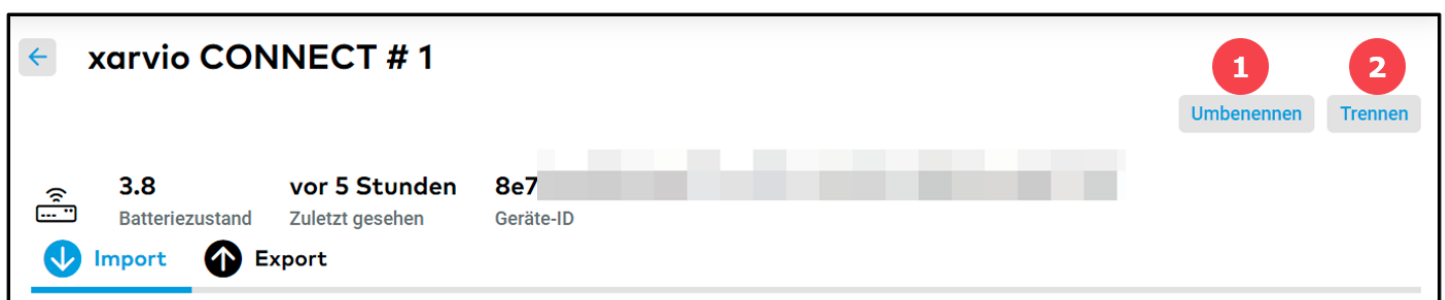 xarvio CONNECT # 1
1 2
Umbenennen Trennen
3.8 vor 5 Stunden 8e7
Batteriezustand Zuletzt gesehen Geräte-ID
Import Export